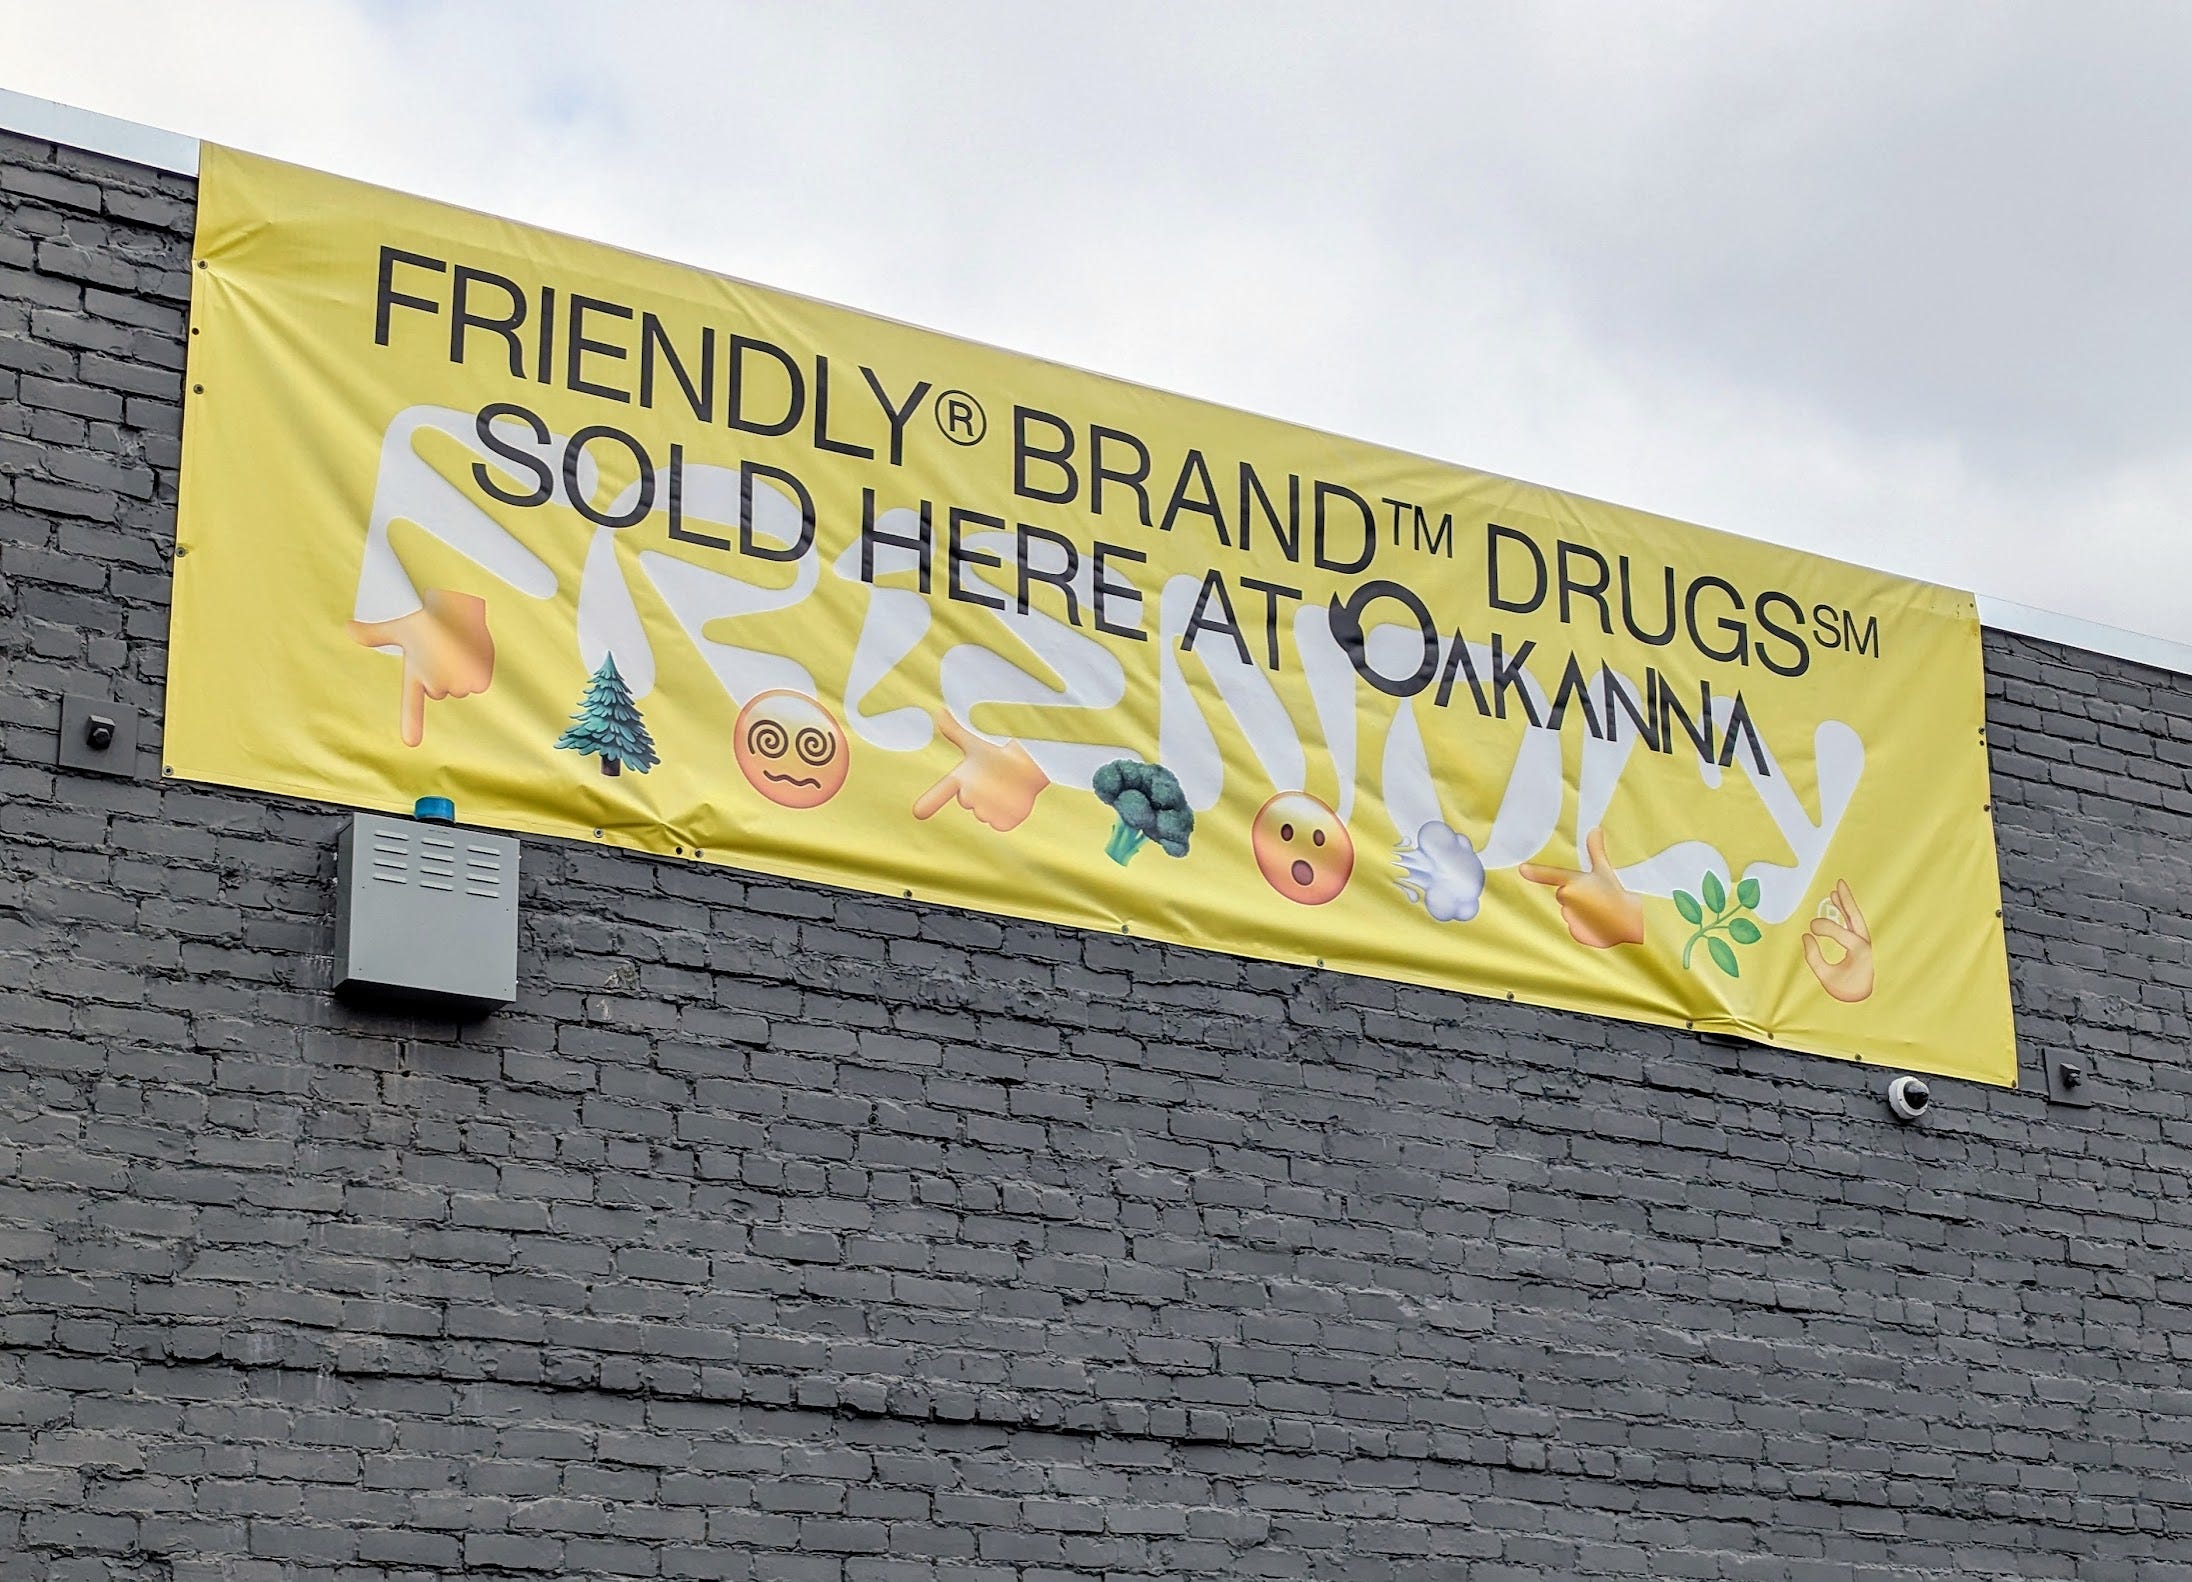 FRIENDLY® BRAND™ DRUGS℠
SOLD HERE AT OAKANNA
FRIENDLY